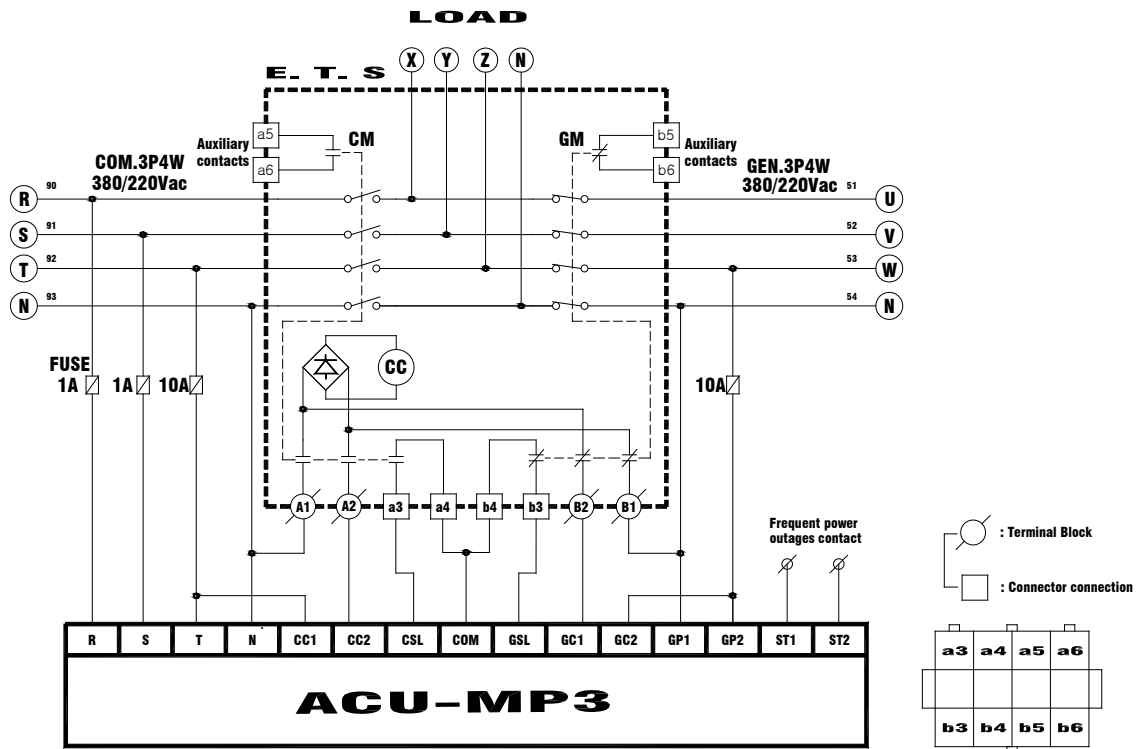 LOAD
X Y Z N
E. T. S
a5 CM GM b5
Auxiliary contacts
Auxiliary contacts
a6 b6
COM.3P4W
380/220Vac
GEN.3P4W
380/220Vac
R 90 51 U
S 91 52 V
T 92 53 W
N 93 54 N
FUSE
1A 1A 10A CC 10A
A1 A2 a3 a4 b4 b3 B2 B1
Frequent power
outages contact
: Terminal Block
: Connector connection
R S T N CC1 CC2 CSL COM GSL GC1 GC2 GP1 GP2 ST1 ST2
ACU-MP3
a3 a4 a5 a6
b3 b4 b5 b6